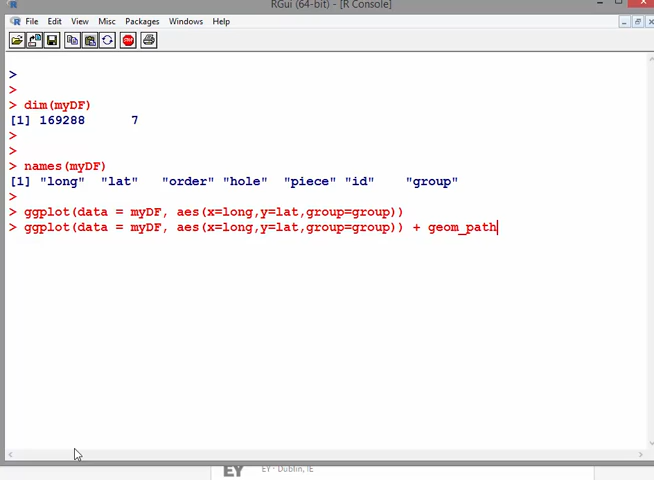 RGui (64-bit) - [R Console]
File Edit View Misc Packages Windows Help
>
>
> dim(myDF)
[1] 169288 7
>
>
> names(myDF)
[1] "long" "lat" "order" "hole" "piece" "id" "group"
>
> ggplot(data = myDF, aes(x=long,y=lat,group=group))
> ggplot(data = myDF, aes(x=long,y=lat,group=group)) + geom_path
EY EY · Dublin, IE